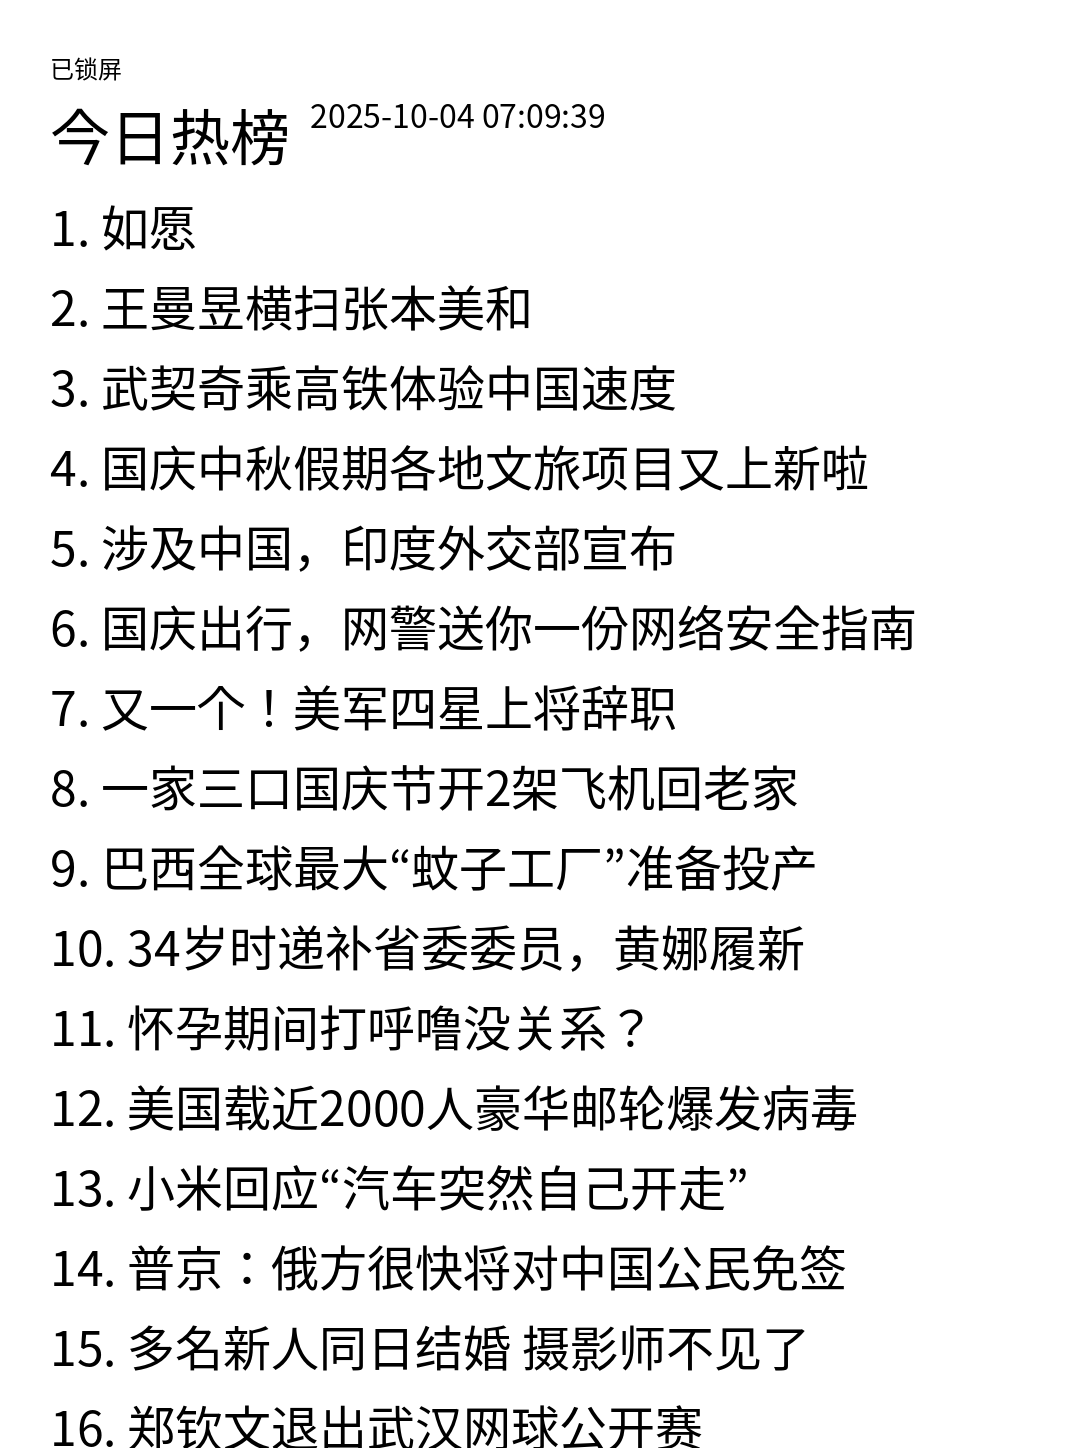 已锁屏
今日热榜 2025-10-04 07:09:39
1. 如愿
2. 王曼昱横扫张本美和
3. 武契奇乘高铁体验中国速度
4. 国庆中秋假期各地文旅项目又上新啦
5. 涉及中国，印度外交部宣布
6. 国庆出行，网警送你一份网络安全指南
7. 又一个！美军四星上将辞职
8. 一家三口国庆节开2架飞机回老家
9. 巴西全球最大“蚊子工厂”准备投产
10. 34岁时递补省委委员，黄娜履新
11. 怀孕期间打呼噜没关系？
12. 美国载近2000人豪华邮轮爆发病毒
13. 小米回应“汽车突然自己开走”
14. 普京：俄方很快将对中国公民免签
15. 多名新人同日结婚 摄影师不见了
16. 郑钦文退出武汉网球公开赛